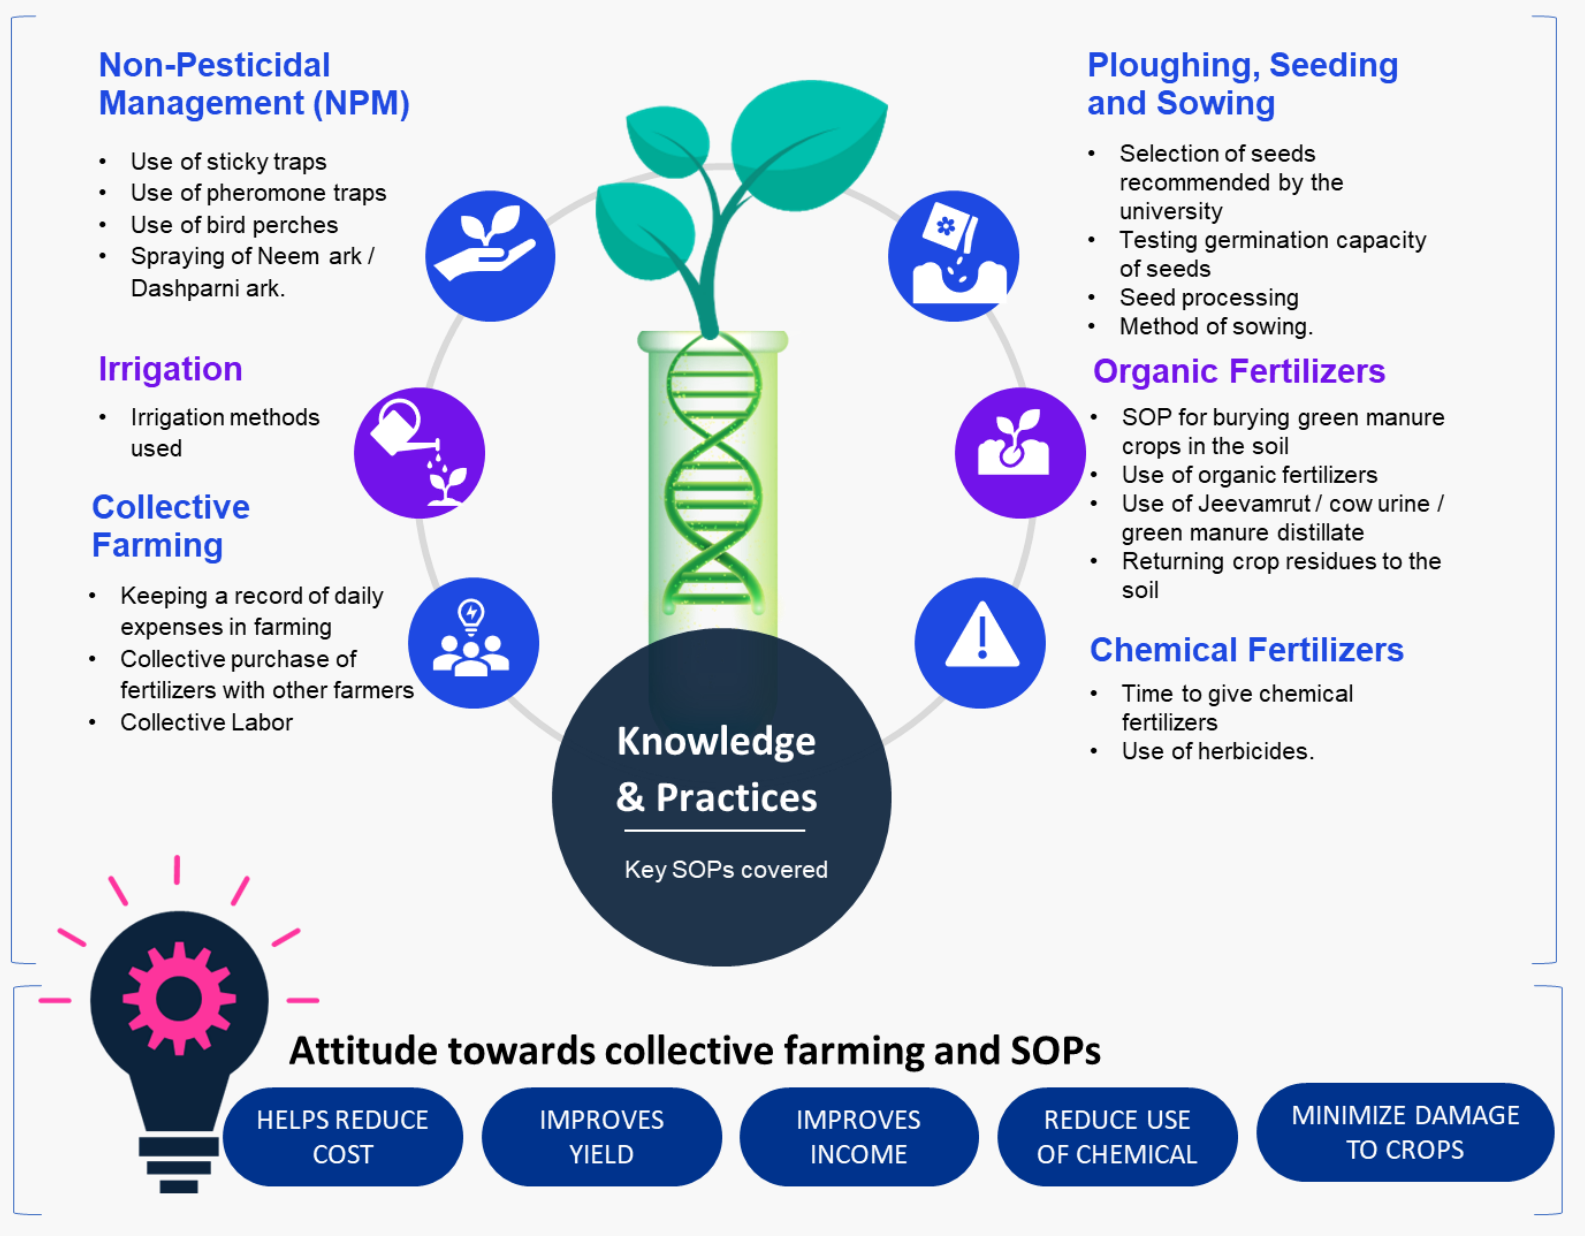 Non-Pesticidal
Management (NPM)
• Use of sticky traps
• Use of pheromone traps
• Use of bird perches
• Spraying of Neem ark /
Dashparni ark.
Irrigation
• Irrigation methods
used
Collective
Farming
• Keeping a record of daily
expenses in farming
• Collective purchase of
fertilizers with other farmers
• Collective Labor
Ploughing, Seeding
and Sowing
• Selection of seeds
recommended by the
university
• Testing germination capacity
of seeds
• Seed processing
• Method of sowing.
Organic Fertilizers
• SOP for burying green manure
crops in the soil
• Use of organic fertilizers
• Use of Jeevamrut / cow urine /
green manure distillate
• Returning crop residues to the
soil
Chemical Fertilizers
• Time to give chemical
fertilizers
• Use of herbicides.
Knowledge
& Practices
Key SOPs covered
Attitude towards collective farming and SOPs
HELPS REDUCE
COST
IMPROVES
YIELD
IMPROVES
INCOME
REDUCE USE
OF CHEMICAL
MINIMIZE DAMAGE
TO CROPS